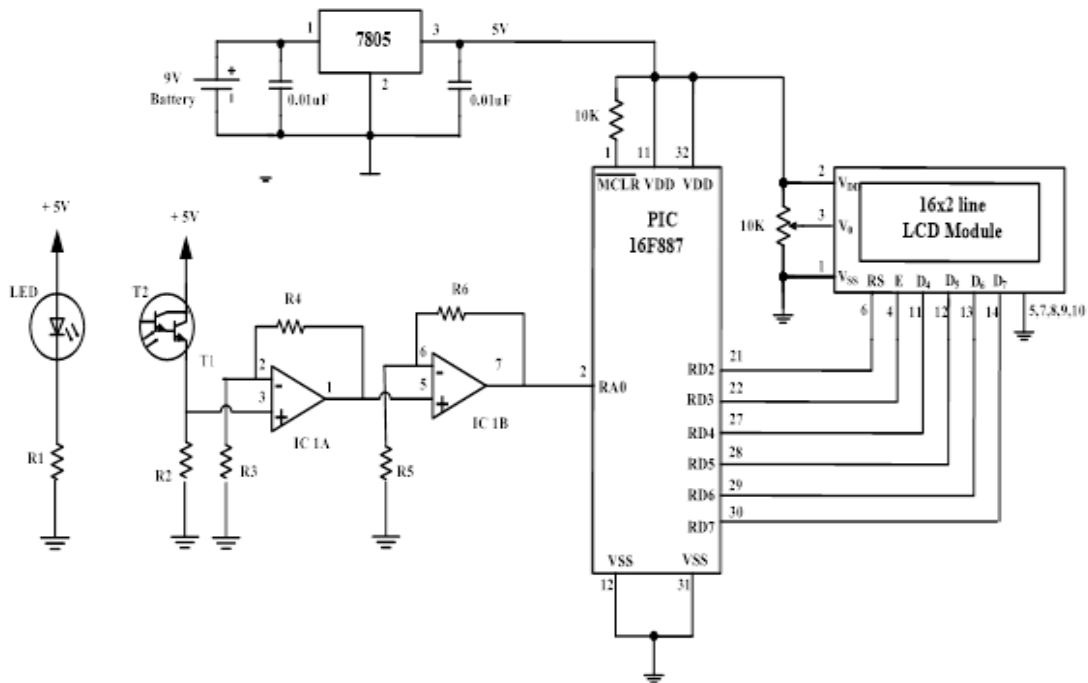 1
7805
3
5V
9V
Battery
+
-
0.01uF
2
0.01uF
10K
1
11
32
MCLR VDD VDD
PIC
16F887
2
VDD
16x2 line
LCD Module
10K
3
V0
1
VSS
RS E D4 D5 D6 D7
6 4 11 12 13 14
5,7,8,9,10
+ 5V
+ 5V
LED
T2
T1
R4
R6
2
-
3
+
1
IC 1A
6
-
5
+
7
IC 1B
2
RA0
R1
R2
R3
R5
RD2 21
RD3 22
RD4 27
RD5 28
RD6 29
RD7 30
VSS
VSS
12
31